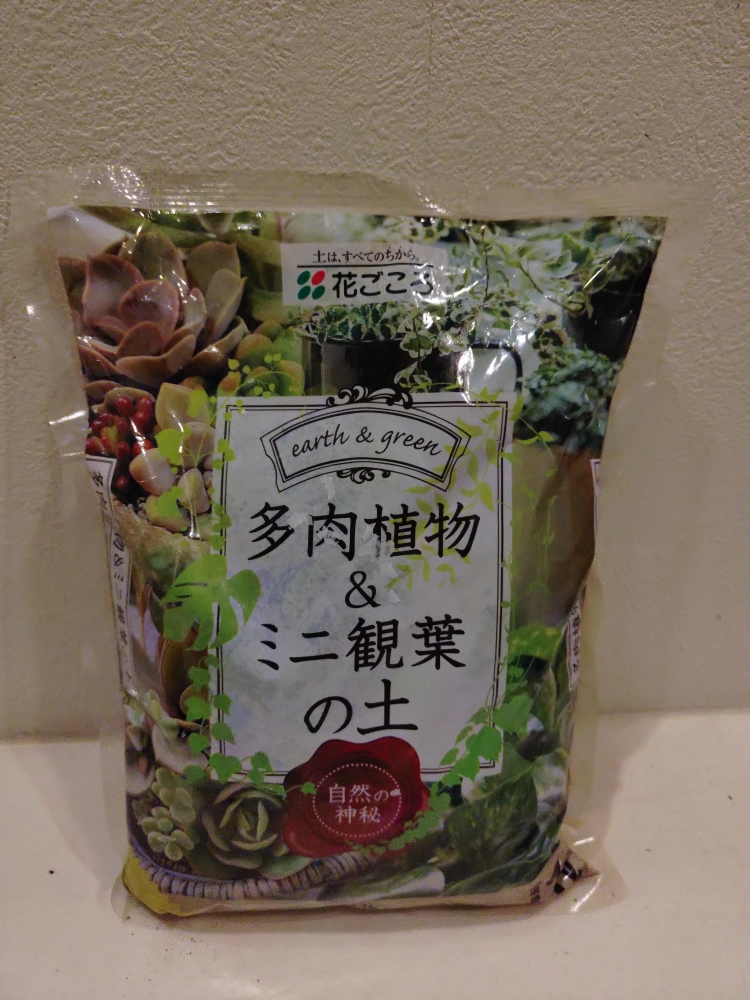 土は、すべてのちから。
花ごころ
earth & green
多肉植物
&
ミニ観葉
の土
自然の
神秘